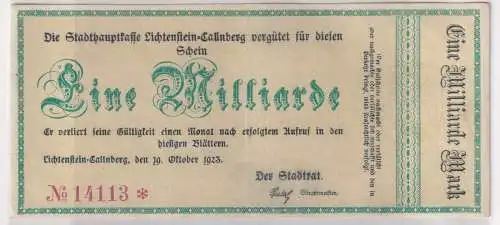 Die Stadthauptkasse Lichtenstein-Callnberg vergütet für diesen
Schein
Eine Milliarde
Er verliert seine Gültigkeit einen Monat nach erfolgtem Aufruf in den
hiesigen Blättern.
Lichtenstein-Callnberg, den 19. Oktober 1923.
Der Stadtrat.
Bürgermeister.
№ 14113 *
Eine Milliarde Mark